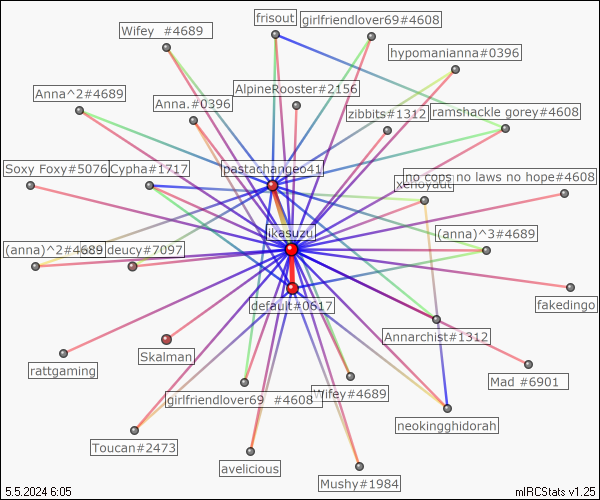 frisout
girlfriendlover69#4608
Wifey #4689
hypomanianna#0396
AlpineRooster#2156
Anna^2#4689
Anna.#0396
zibbits#1312
ramshackle gorey#4608
Soxy Foxy#5076
Cypha#1717
pastachangeo41
no cops no laws no hope#4608
Xenoyaut
ikasuzu
(anna)^3#4689
(anna)^2#4689
deucy#7097
default#0617
fakedingo
Annarchist#1312
Skalman
rattgaming
Mad #6901
girlfriendlover69 #4608
Wifey#4689
neokingghidorah
Toucan#2473
avelicious
Mushy#1984
5.5.2024 6:05
mIRCStats v1.25